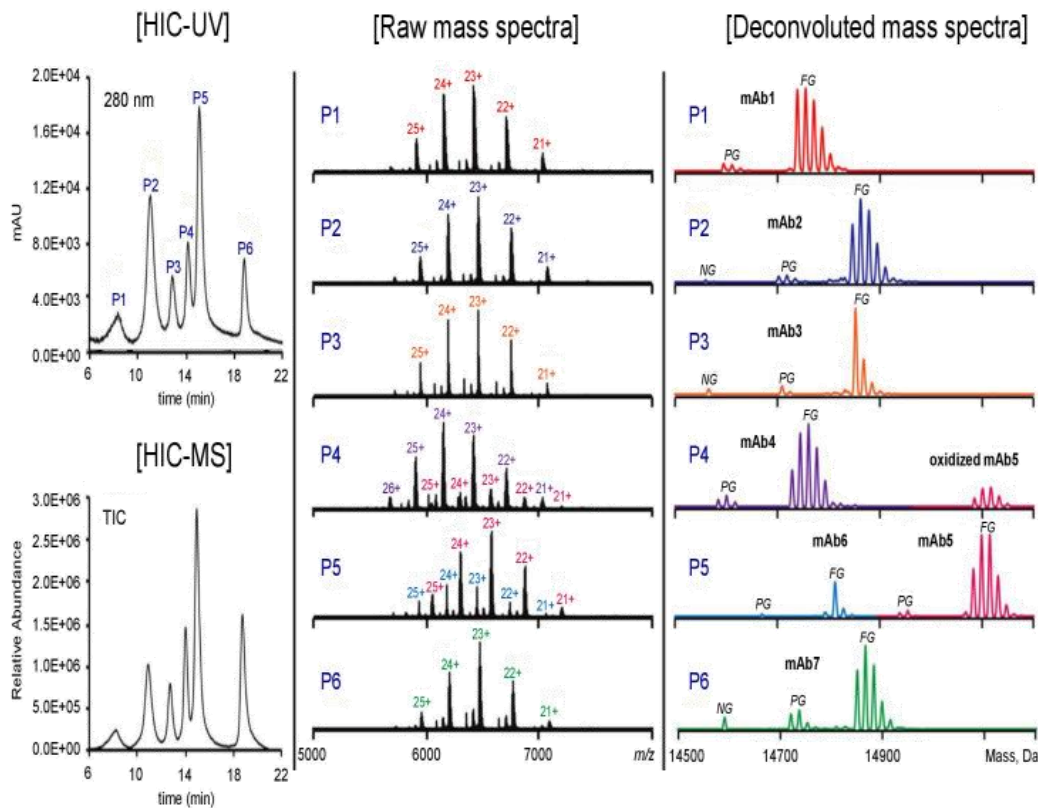 [HIC-UV]
2.0E+04
1.6E+04
1.2E+04
8.0E+03
4.0E+03
0.0E+00
mAU
280 nm
P1
P2
P3
P4
P5
P6
6 10 14 18 22
time (min)
[HIC-MS]
3.0E+06
2.5E+06
2.0E+06
1.5E+06
1.0E+06
5.0E+05
0.0E+00
Relative Abundance
TIC
6 10 14 18 22
time (min)
[Raw mass spectra]
P1
25+ 24+ 23+ 22+ 21+
P2
25+ 24+ 23+ 22+ 21+
P3
25+ 24+ 23+ 22+ 21+
P4
26+ 25+ 25+ 24+ 24+ 23+ 23+ 22+ 22+ 21+ 21+
P5
25+ 25+ 24+ 24+ 23+ 23+ 22+ 22+ 21+ 21+
P6
25+ 24+ 23+ 22+ 21+
5000 6000 7000 m/z
[Deconvoluted mass spectra]
P1 mAb1 PG FG
P2 mAb2 NG PG FG
P3 mAb3 NG PG FG
P4 mAb4 PG FG oxidized mAb5
P5 mAb6 PG FG mAb5 PG FG
P6 mAb7 NG PG FG
14500 14700 14900 Mass, Da